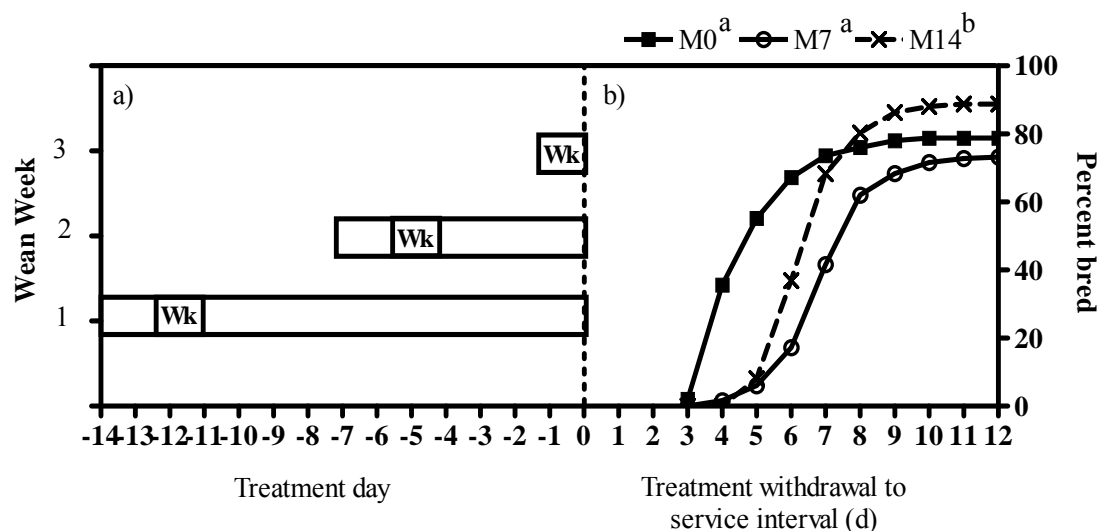 M0a M7a M14b
a)
b)
100
80
60
40
20
0
Percent bred
Wean Week
3
2
1
Wk
Wk
Wk
-14 -13 -12 -11 -10 -9 -8 -7 -6 -5 -4 -3 -2 -1 0 1 2 3 4 5 6 7 8 9 10 11 12
Treatment day
Treatment withdrawal to
service interval (d)